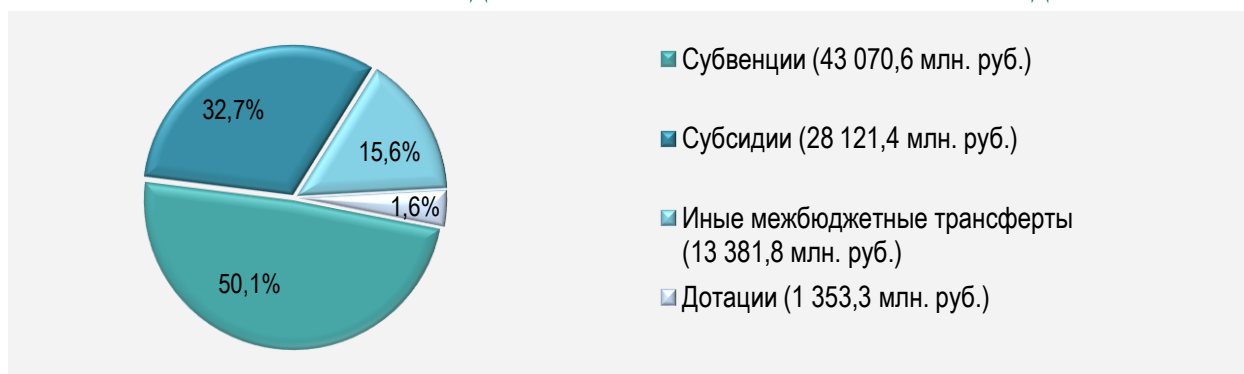 32,7%
15,6%
1,6%
50,1%
Субвенции (43 070,6 млн. руб.)
Субсидии (28 121,4 млн. руб.)
Иные межбюджетные трансферты
(13 381,8 млн. руб.)
Дотации (1 353,3 млн. руб.)